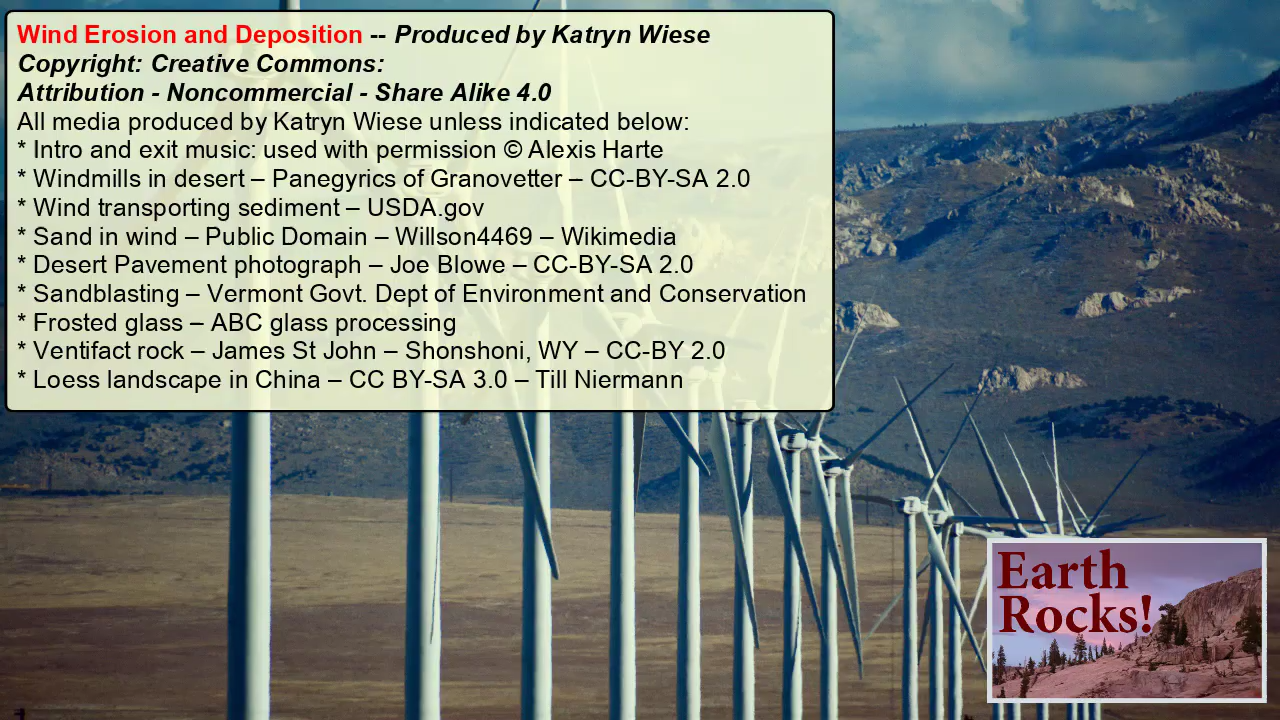 Wind Erosion and Deposition -- Produced by Katryn Wiese
Copyright: Creative Commons:
Attribution - Noncommercial - Share Alike 4.0
All media produced by Katryn Wiese unless indicated below:
* Intro and exit music: used with permission © Alexis Harte
* Windmills in desert – Panegyrics of Granovetter – CC-BY-SA 2.0
* Wind transporting sediment – USDA.gov
* Sand in wind – Public Domain – Willson4469 – Wikimedia
* Desert Pavement photograph – Joe Blowe – CC-BY-SA 2.0
* Sandblasting – Vermont Govt. Dept of Environment and Conservation
* Frosted glass – ABC glass processing
* Ventifact rock – James St John – Shonshoni, WY – CC-BY 2.0
* Loess landscape in China – CC BY-SA 3.0 – Till Niermann
Earth
Rocks!